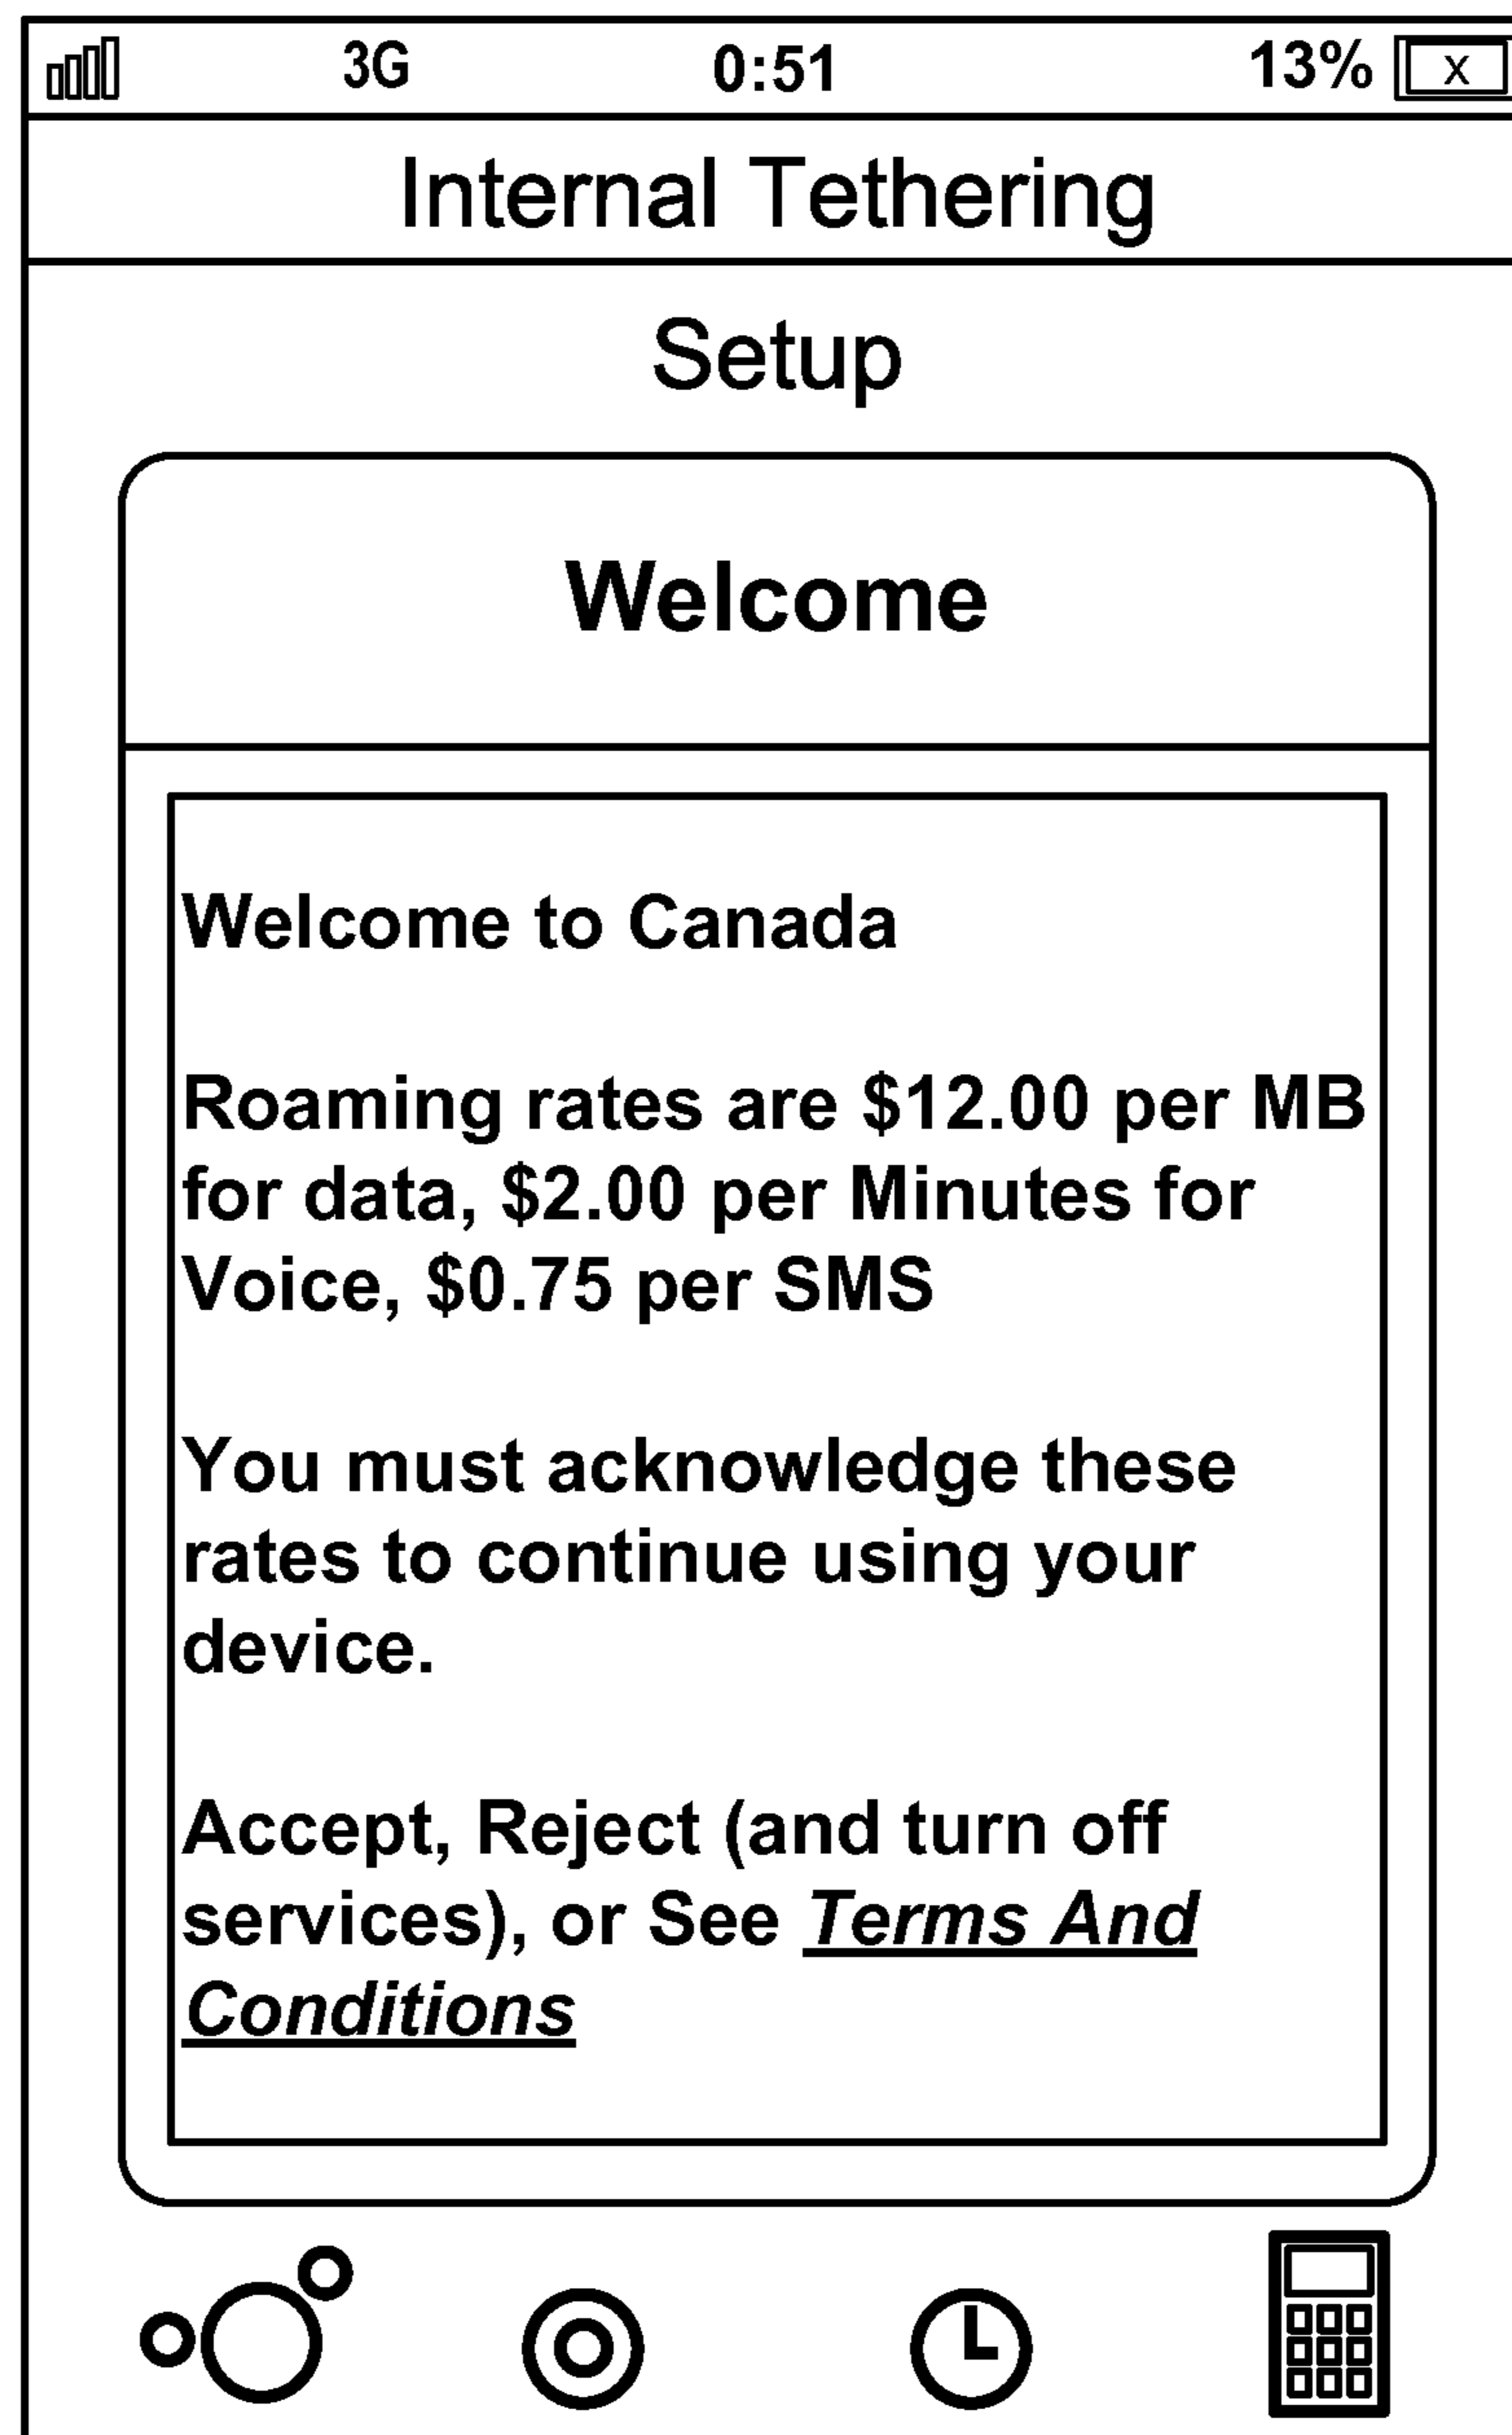 3G 0:51 13% X
Internal Tethering
Setup
Welcome
Welcome to Canada
Roaming rates are $12.00 per MB
for data, $2.00 per Minutes for
Voice, $0.75 per SMS
You must acknowledge these
rates to continue using your
device.
Accept, Reject (and turn off
services), or See Terms And
Conditions